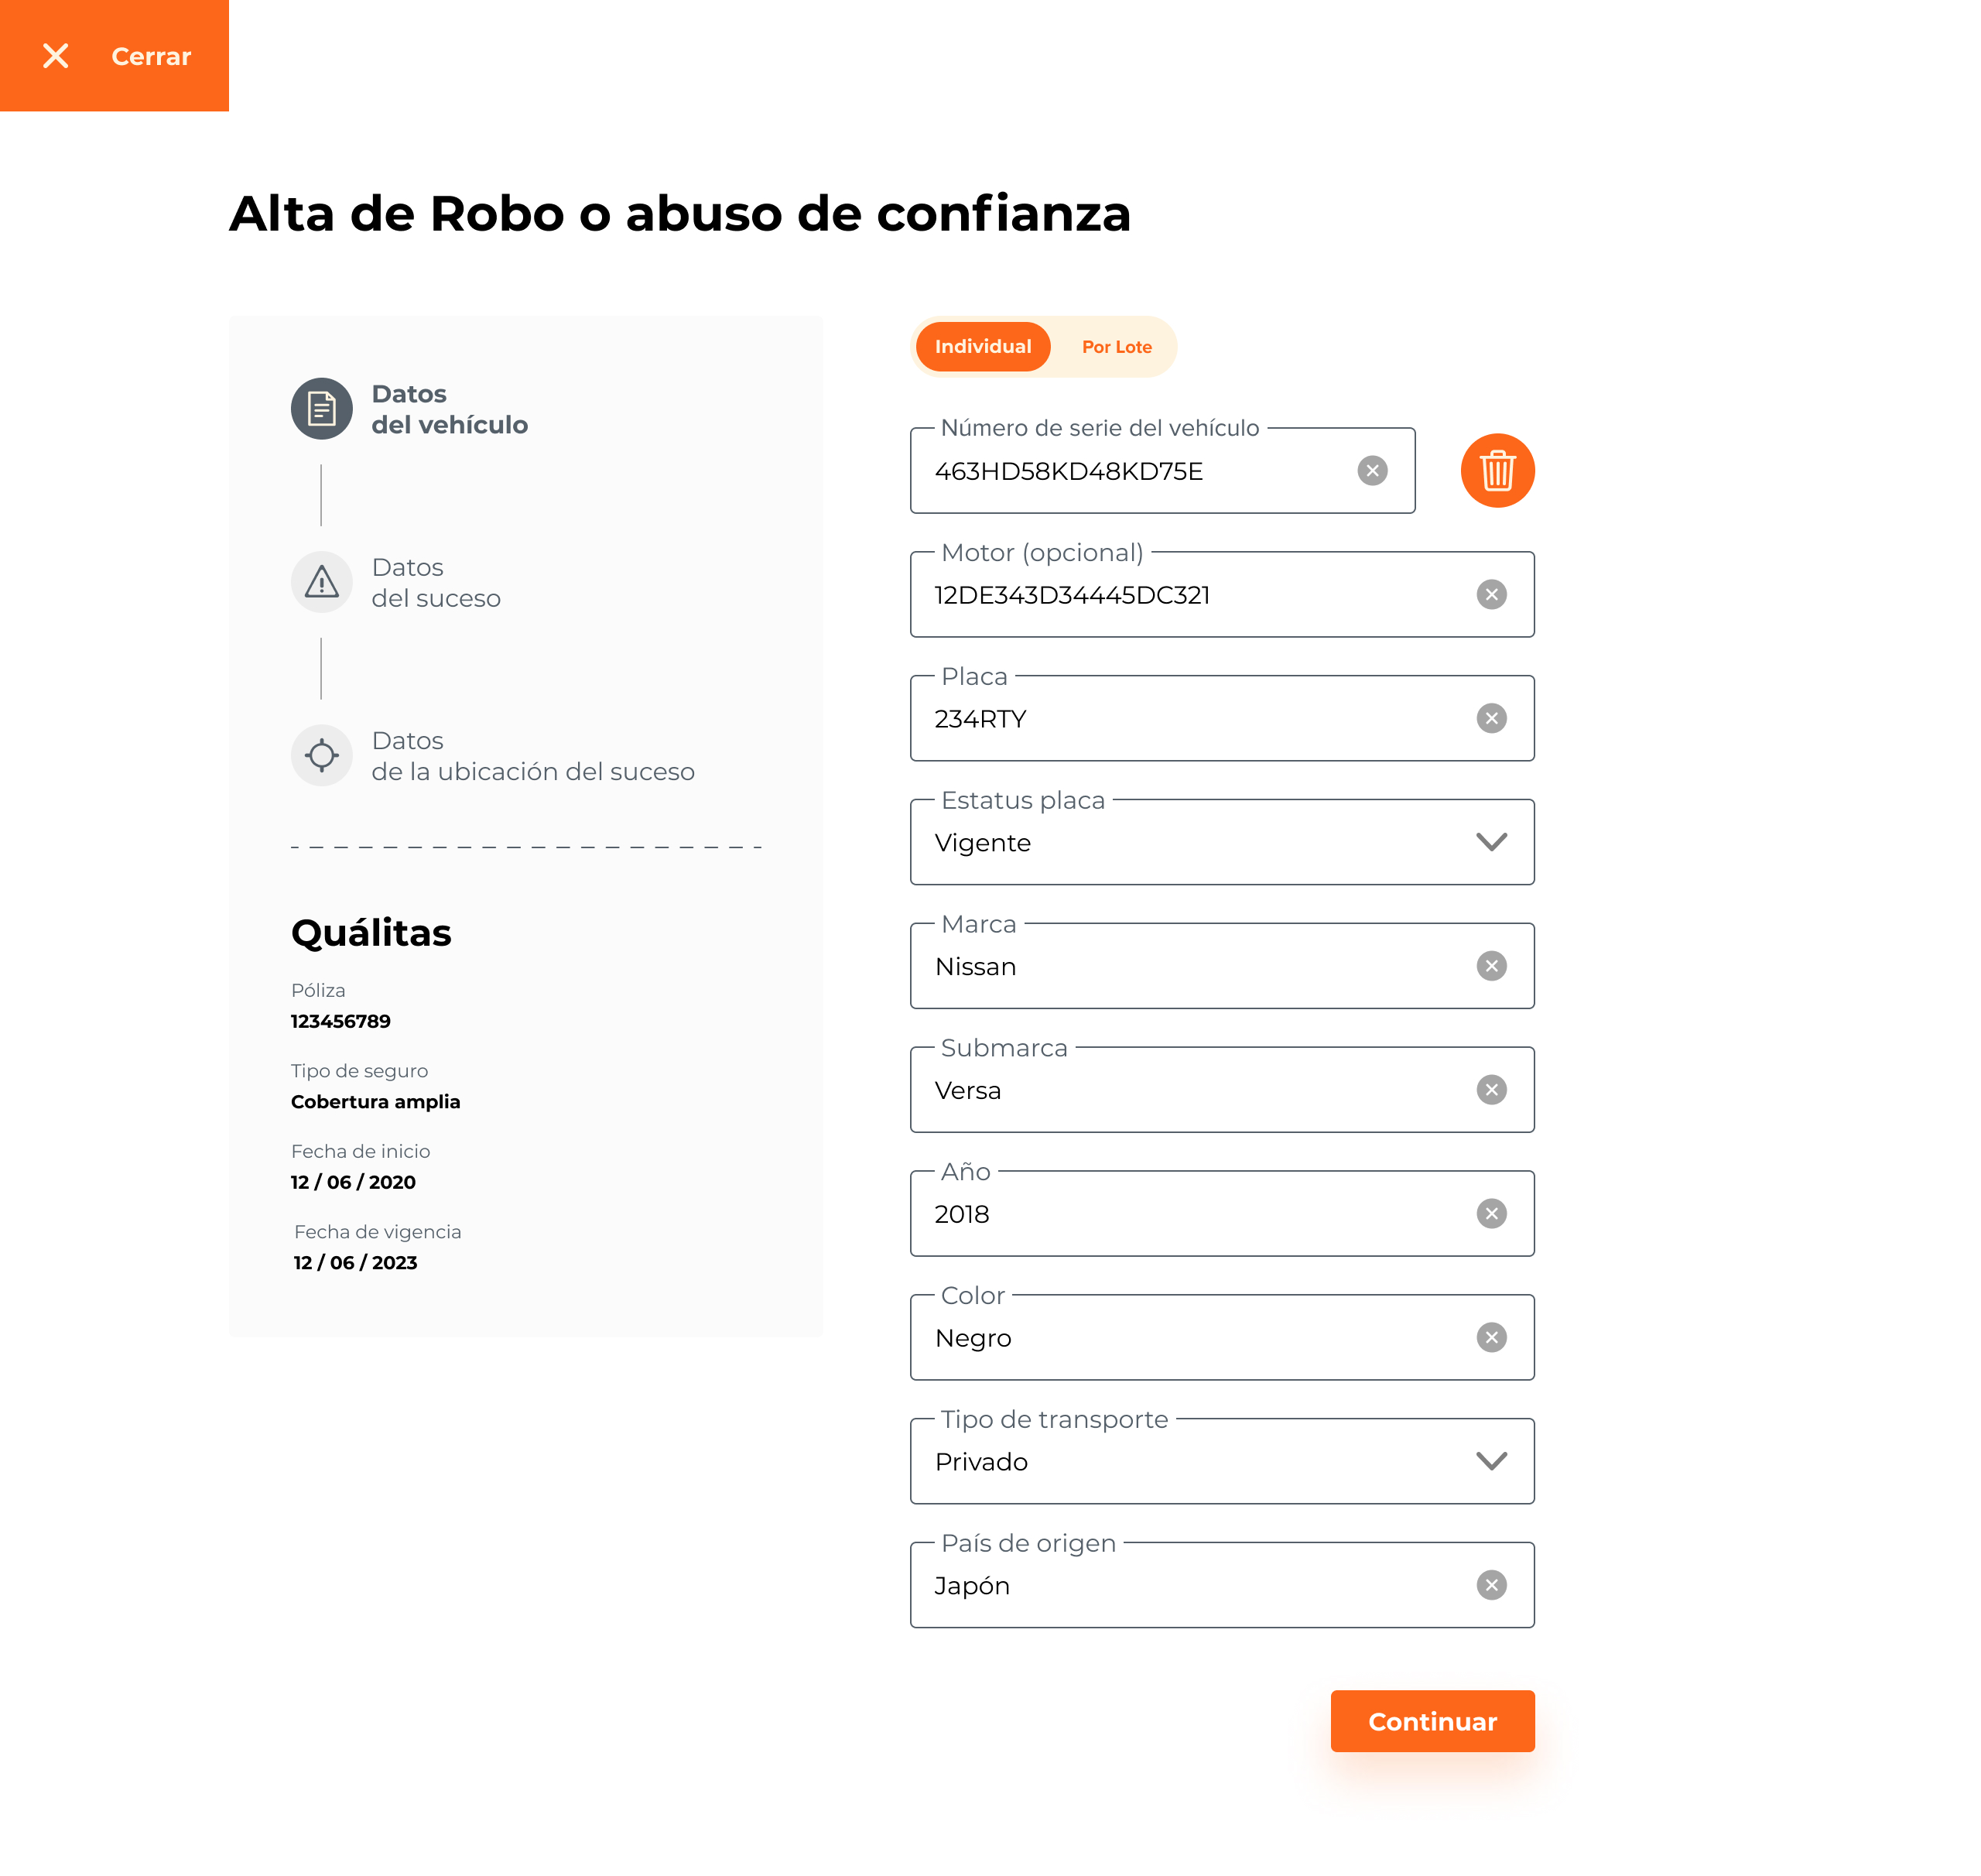 Cerrar
Alta de Robo o abuso de confianza
Datos
del vehículo
Datos
del suceso
Datos
de la ubicación del suceso
Quálitas
Póliza
123456789
Tipo de seguro
Cobertura amplia
Fecha de inicio
12 / 06 / 2020
Fecha de vigencia
12 / 06 / 2023
Individual
Por Lote
Número de serie del vehículo
463HD58KD48KD75E
Motor (opcional)
12DE343D34445DC321
Placa
234RTY
Estatus placa
Vigente
Marca
Nissan
Submarca
Versa
Año
2018
Color
Negro
Tipo de transporte
Privado
País de origen
Japón
Continuar